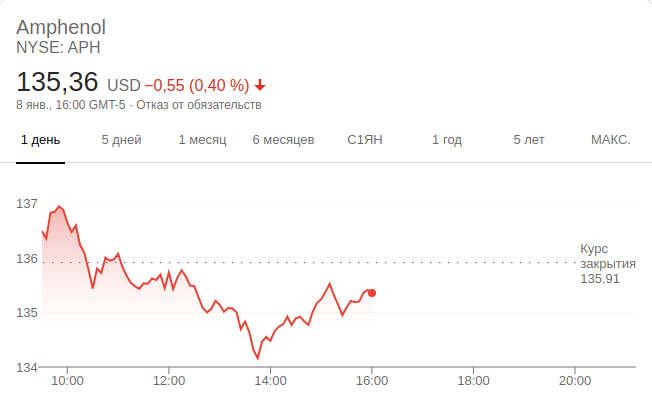 Amphenol
NYSE: APH
135,36 USD −0,55 (0,40 %)
8 янв., 16:00 GMT-5 · Отказ от обязательств
1 день 5 дней 1 месяц 6 месяцев С1ЯН 1 год 5 лет МАКС.
137
136
Курс
закрытия
135,91
135
134
10:00 12:00 14:00 16:00 18:00 20:00